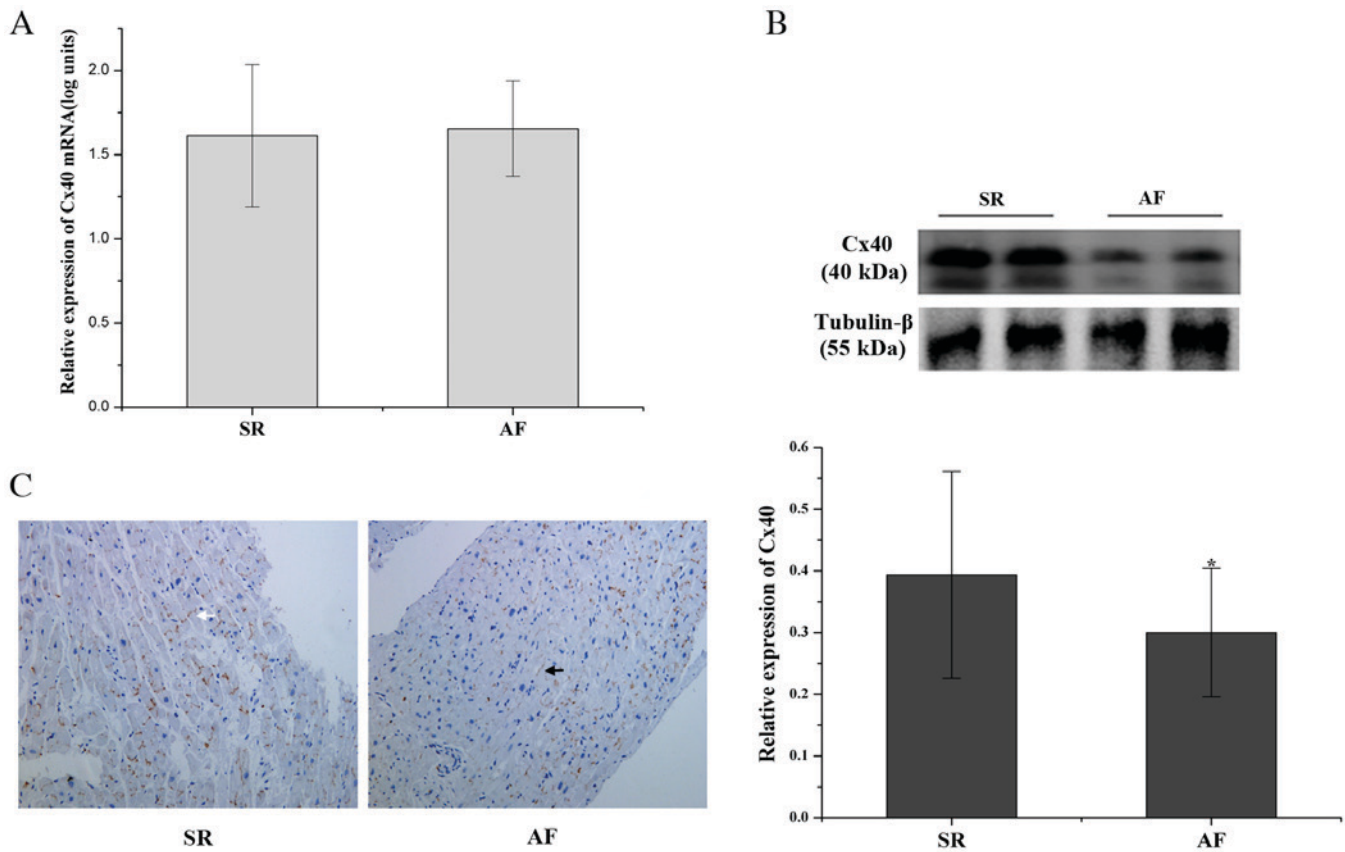 A
Relative expression of Cx40 mRNA(log units)
2.0
1.5
1.0
0.5
0.0
SR
AF
B
SR
AF
Cx40
(40 kDa)
Tubulin-β
(55 kDa)
Relative expression of Cx40
0.6
0.5
0.4
0.3
0.2
0.1
0.0
*
SR
AF
C
SR
AF